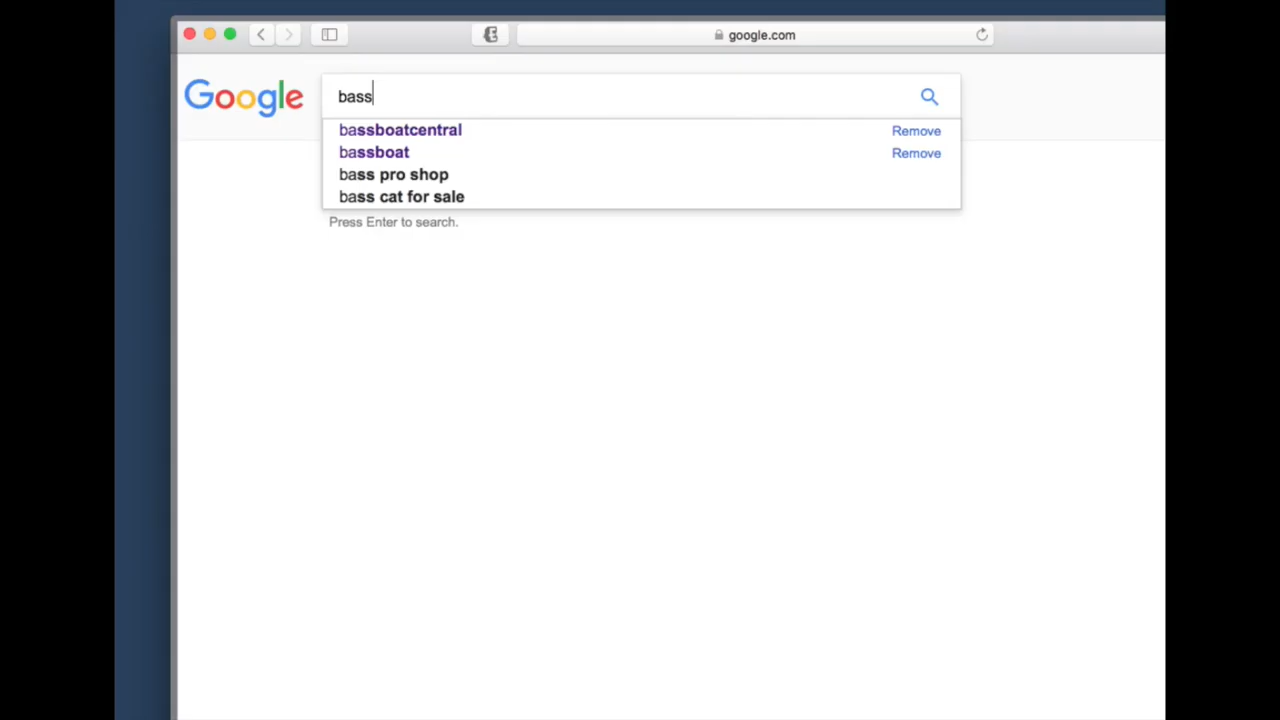 google.com
Google
bass
bassboatcentral Remove
bassboat Remove
bass pro shop
bass cat for sale
Press Enter to search.